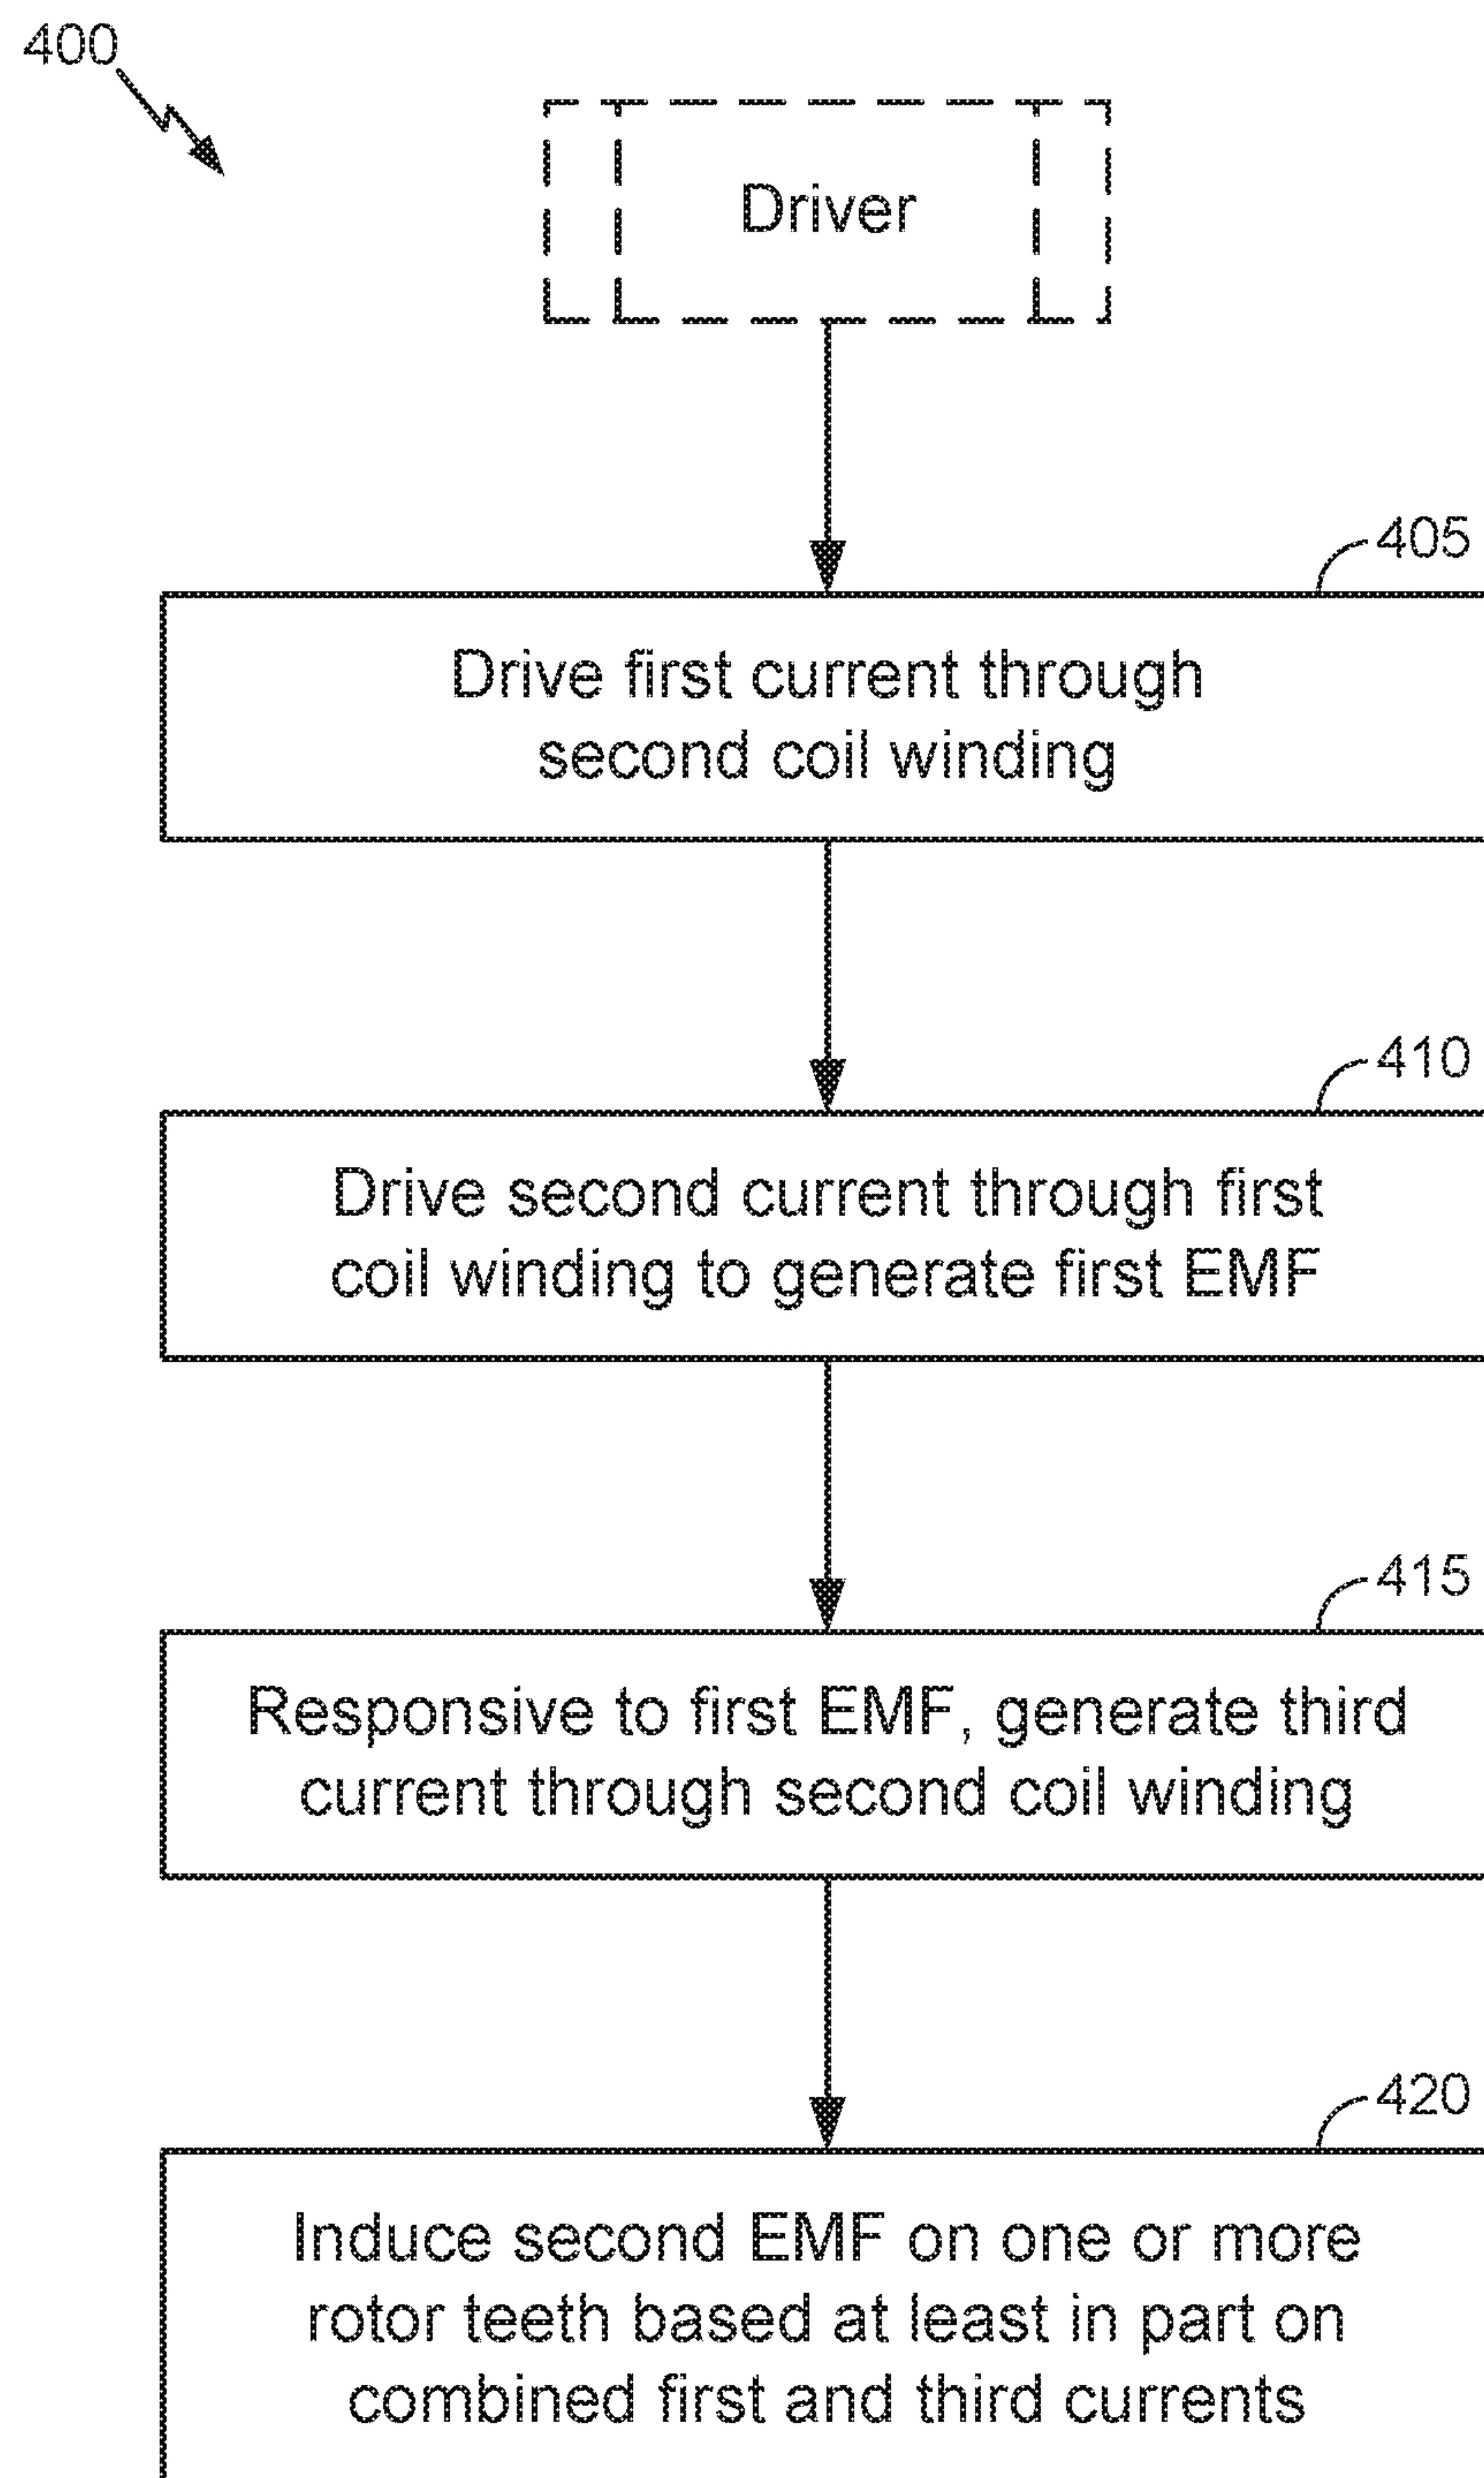 400
Driver
405
Drive first current through
second coil winding
410
Drive second current through first
coil winding to generate first EMF
415
Responsive to first EMF, generate third
current through second coil winding
420
Induce second EMF on one or more
rotor teeth based at least in part on
combined first and third currents